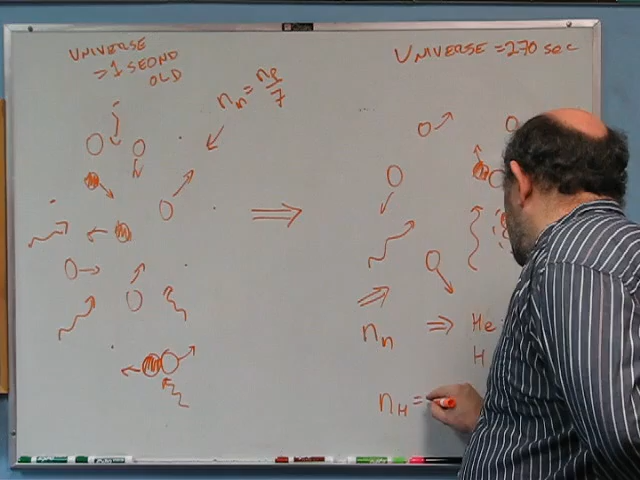 UNIVERSE
= 1 SEOND
OLD
n_n = n_p/7
UNIVERSE = 270 sec
⇒
n_n ⇒ He
H
n_H =